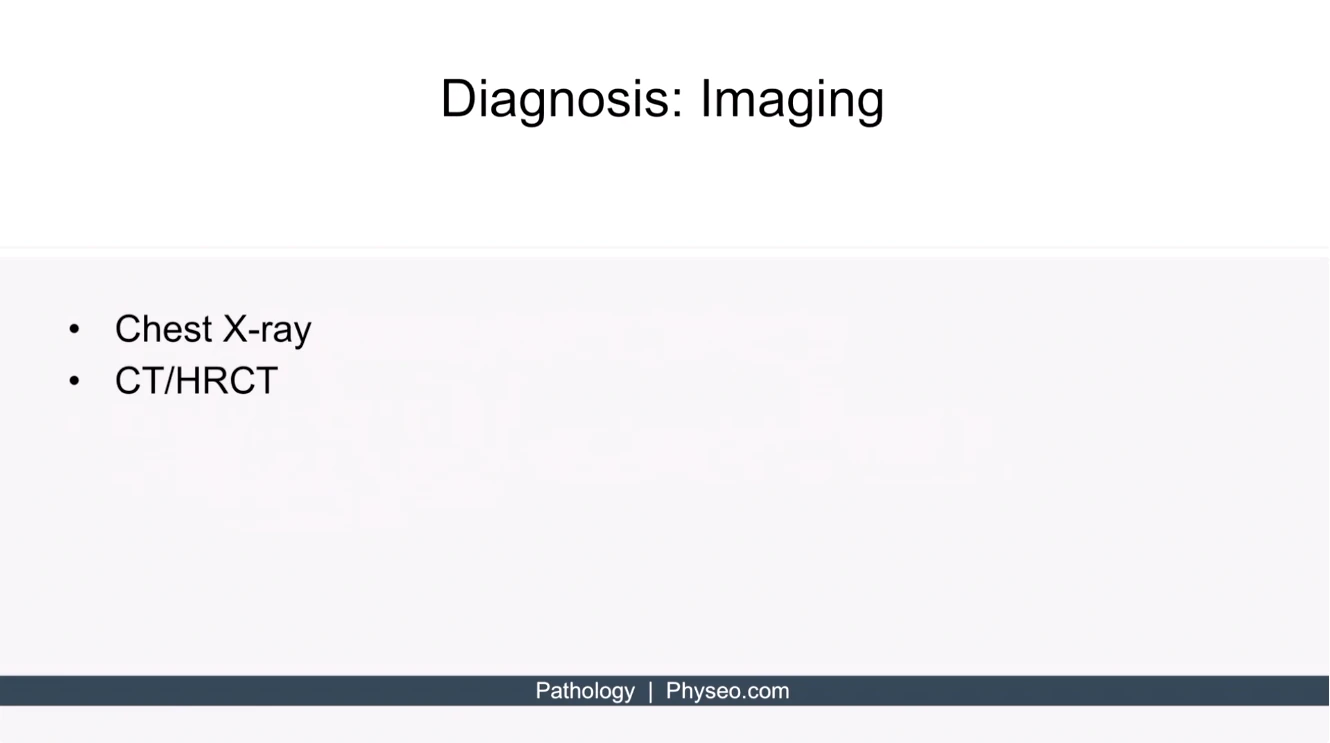 Diagnosis: Imaging
• Chest X-ray
• CT/HRCT
Pathology | Physeo.com